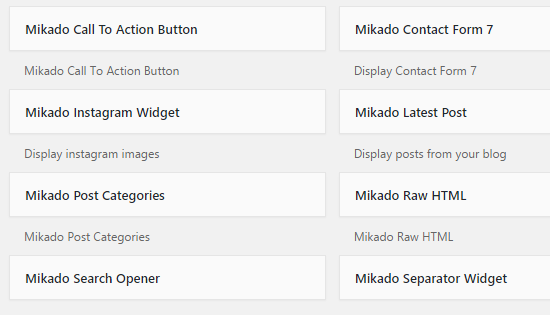 Mikado Call To Action Button
Mikado Contact Form 7
Mikado Call To Action Button
Display Contact Form 7
Mikado Instagram Widget
Mikado Latest Post
Display instagram images
Display posts from your blog
Mikado Post Categories
Mikado Raw HTML
Mikado Post Categories
Mikado Raw HTML
Mikado Search Opener
Mikado Separator Widget